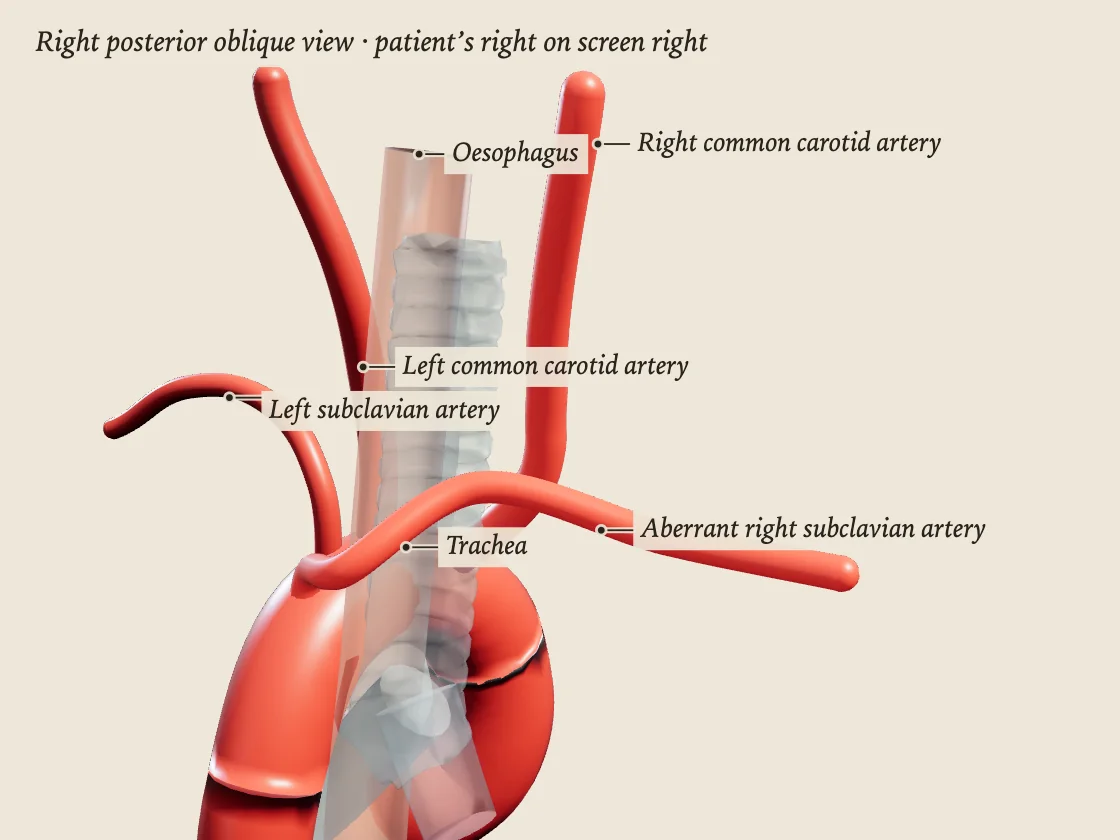 Right posterior oblique view · patient’s right on screen right
Oesophagus
Right common carotid artery
Left common carotid artery
Left subclavian artery
Aberrant right subclavian artery
Trachea